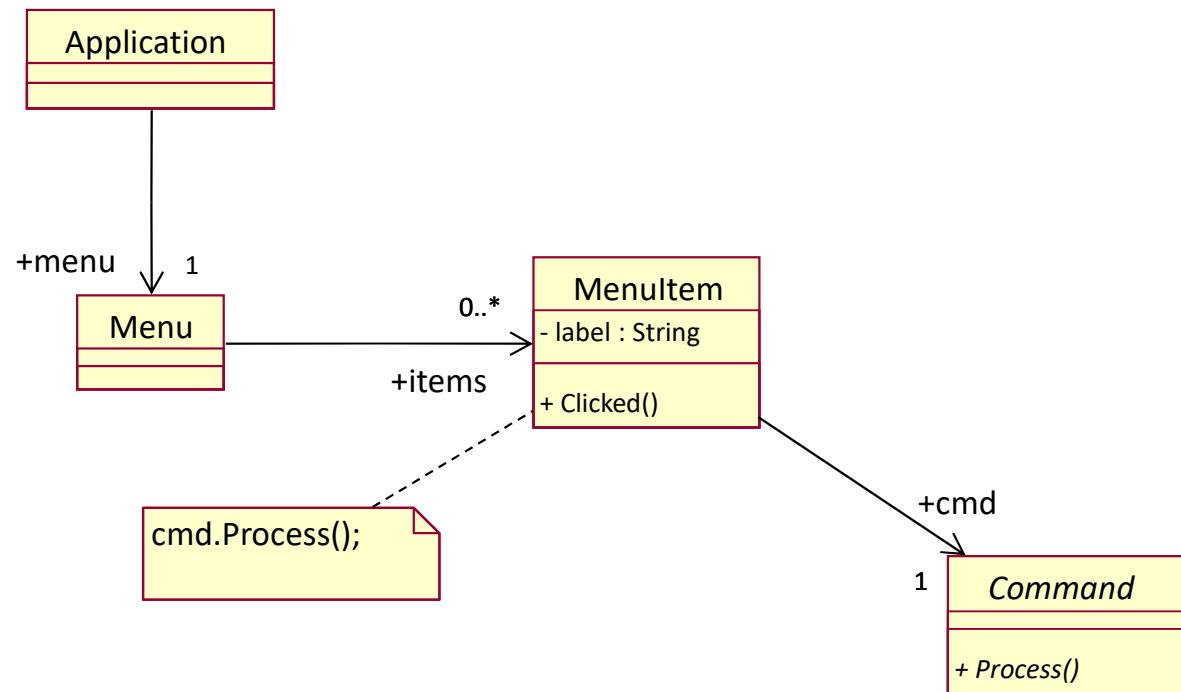 Application
+menu
1
Menu
0..*
+items
MenuItem
- label : String
+ Clicked()
cmd.Process();
+cmd
1
Command
+ Process()